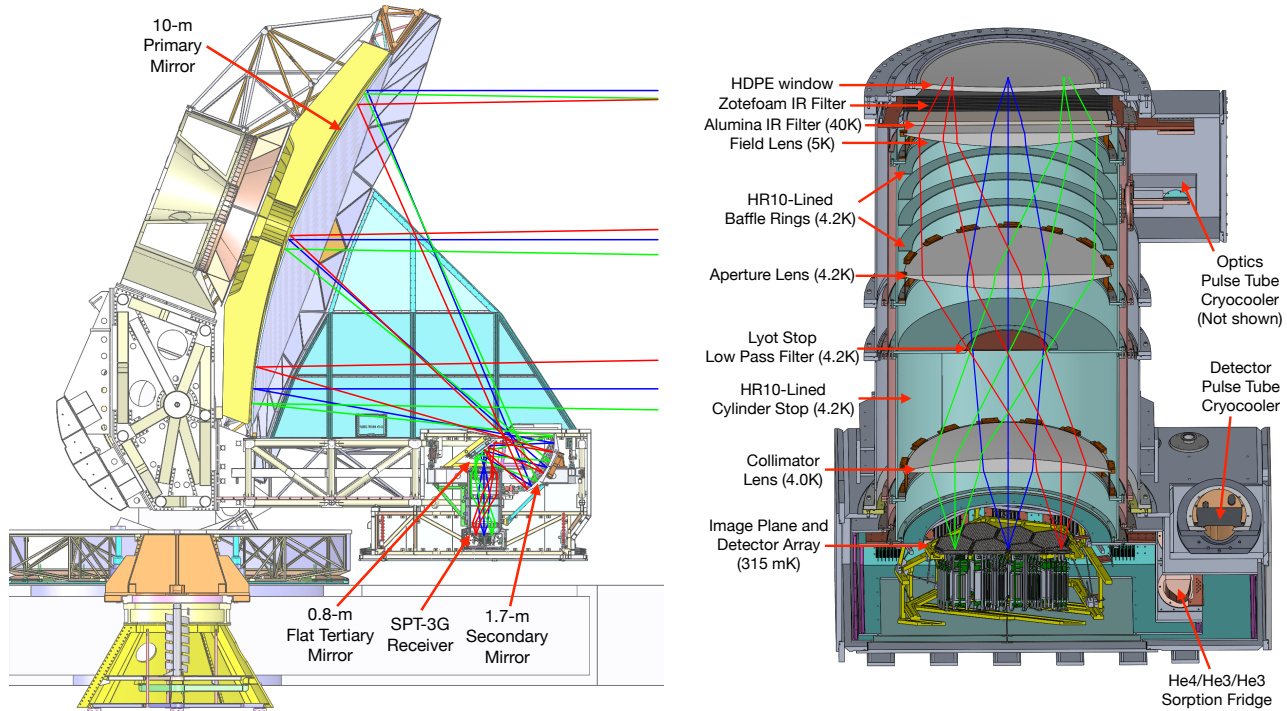 10-m
Primary
Mirror
0.8-m
Flat Tertiary
Mirror
SPT-3G
Receiver
1.7-m
Secondary
Mirror
HDPE window
Zotefoam IR Filter
Alumina IR Filter (40K)
Field Lens (5K)
HR10-Lined
Baffle Rings (4.2K)
Aperture Lens (4.2K)
Lyot Stop
Low Pass Filter (4.2K)
HR10-Lined
Cylinder Stop (4.2K)
Collimator
Lens (4.0K)
Image Plane and
Detector Array
(315 mK)
Optics
Pulse Tube
Cryocooler
(Not shown)
Detector
Pulse Tube
Cryocooler
He4/He3/He3
Sorption Fridge